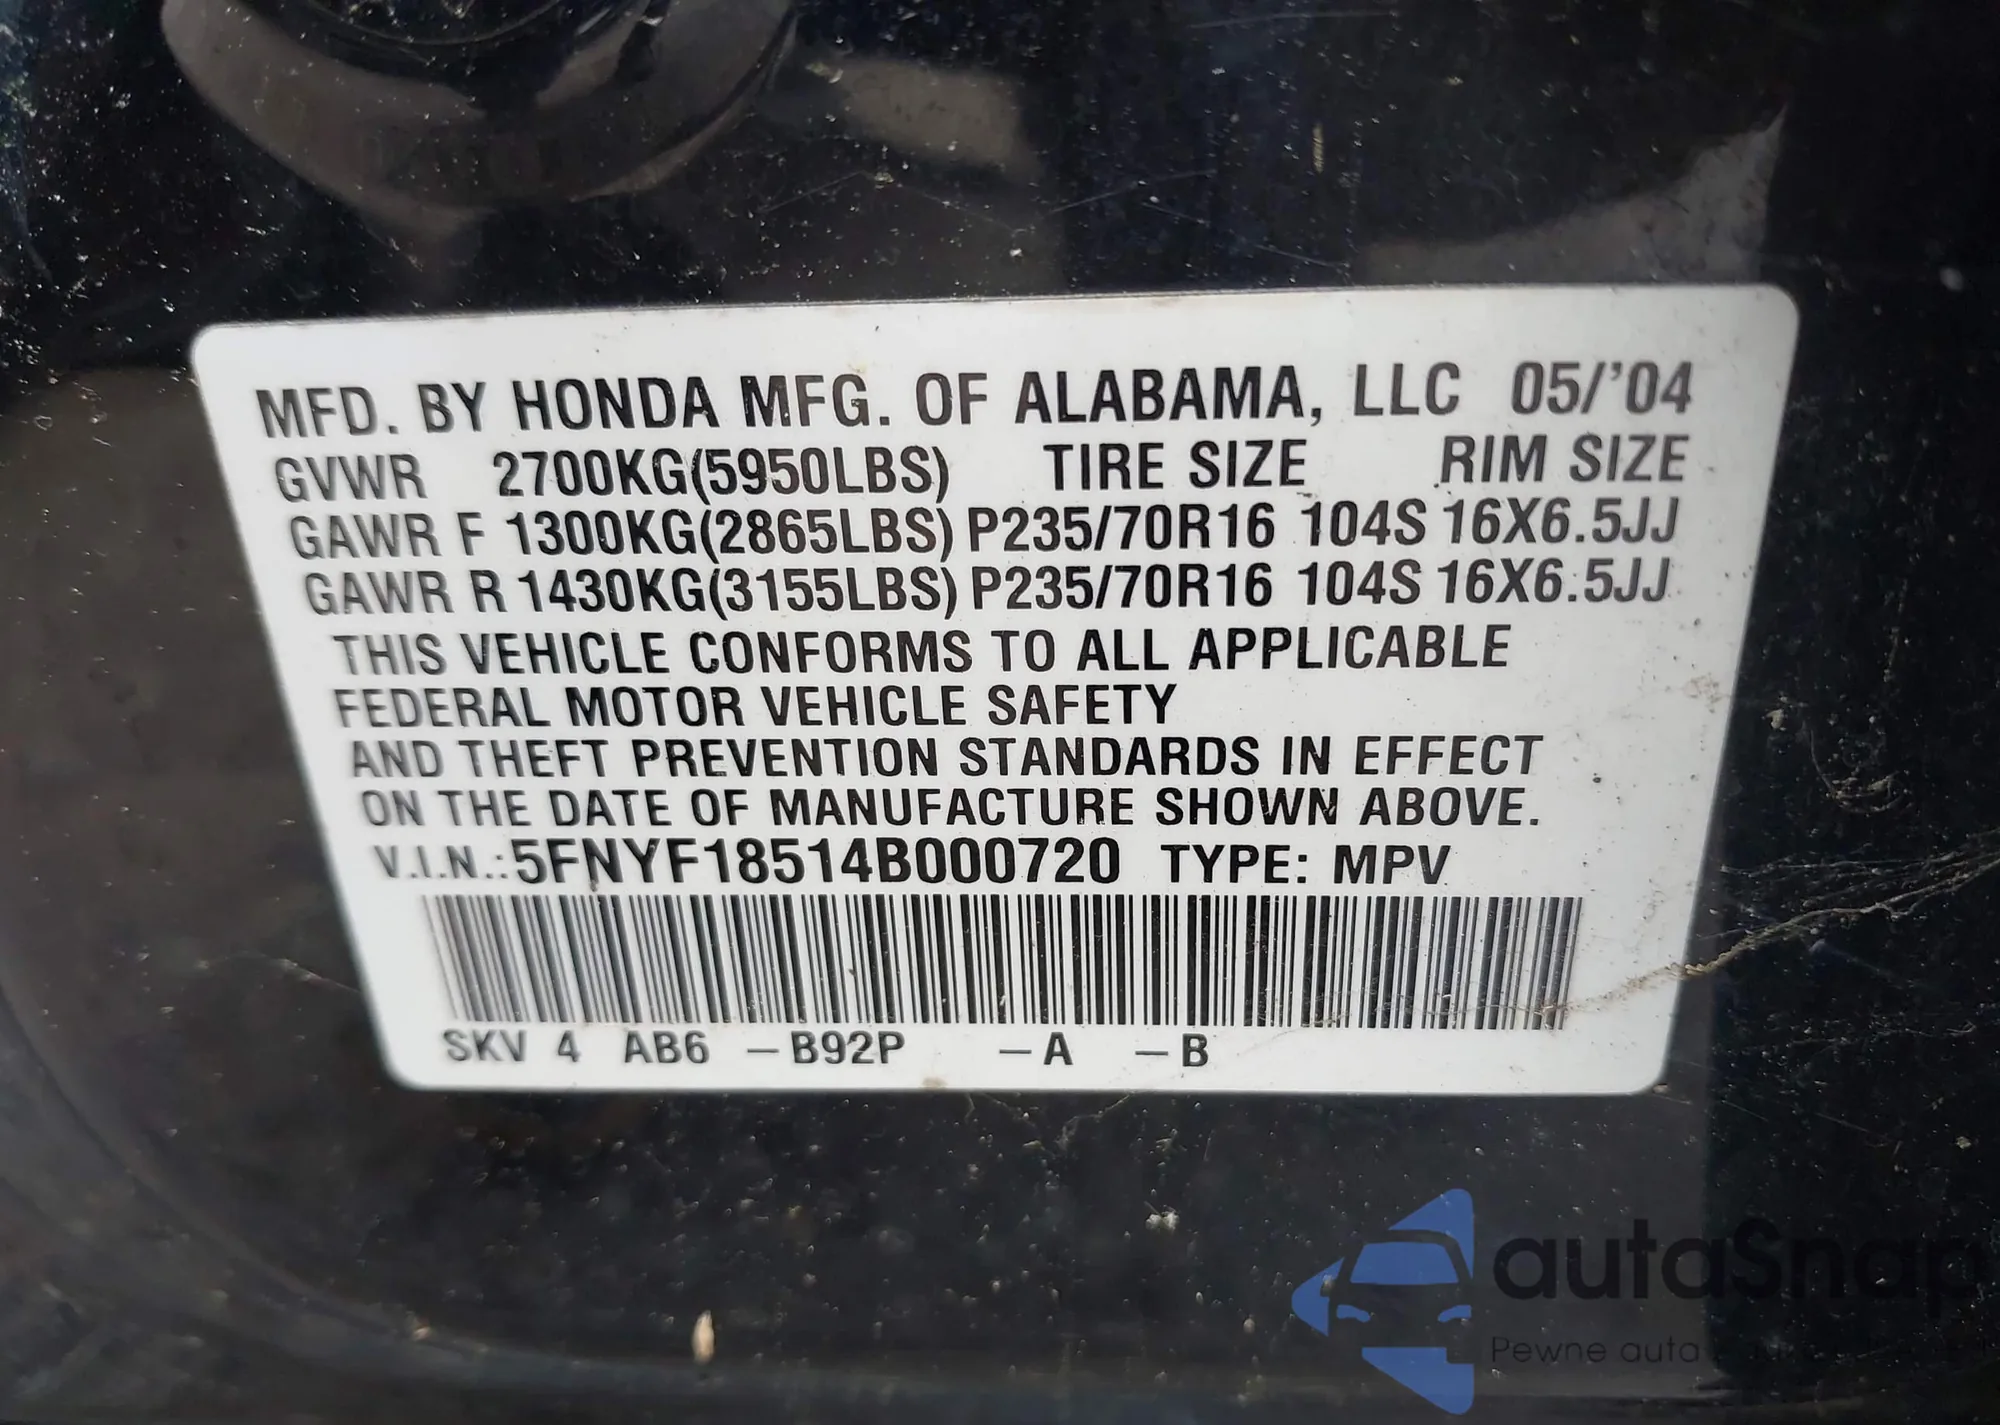 MFD. BY HONDA MFG. OF ALABAMA, LLC 05/'04
GVWR 2700KG(5950LBS) TIRE SIZE RIM SIZE
GAWR F 1300KG(2865LBS) P235/70R16 104S 16X6.5JJ
GAWR R 1430KG(3155LBS) P235/70R16 104S 16X6.5JJ
THIS VEHICLE CONFORMS TO ALL APPLICABLE
FEDERAL MOTOR VEHICLE SAFETY
AND THEFT PREVENTION STANDARDS IN EFFECT
ON THE DATE OF MANUFACTURE SHOWN ABOVE.
V.I.N.:5FNYF18514B000720 TYPE: MPV
SKV 4 AB6 –B92P –A –B
autaSnap
Pewne auta